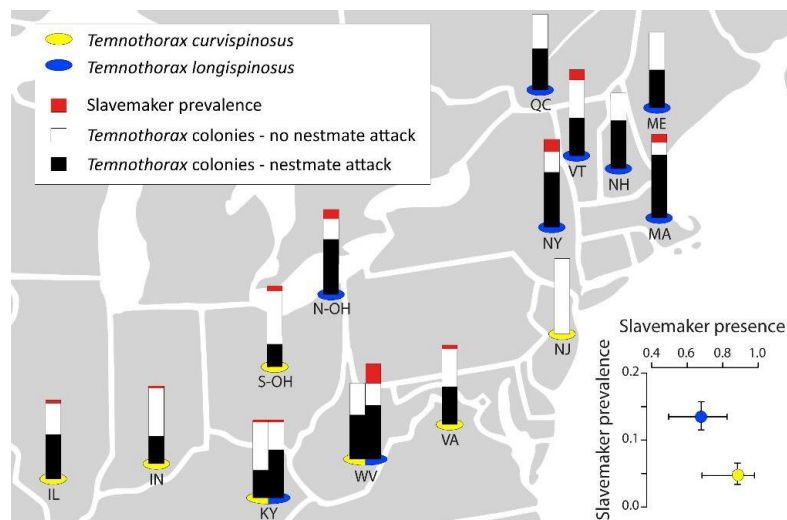 Temnothorax curvispinosus
Temnothorax longispinosus
Slavemaker prevalence
Temnothorax colonies - no nestmate attack
Temnothorax colonies - nestmate attack
QC
ME
VT
NH
NY
MA
N-OH
NJ
S-OH
VA
IL
IN
KY
WV
Slavemaker presence
0.4 0.6 0.8 1.0
Slavemaker prevalence
0.2
0.1
0.0